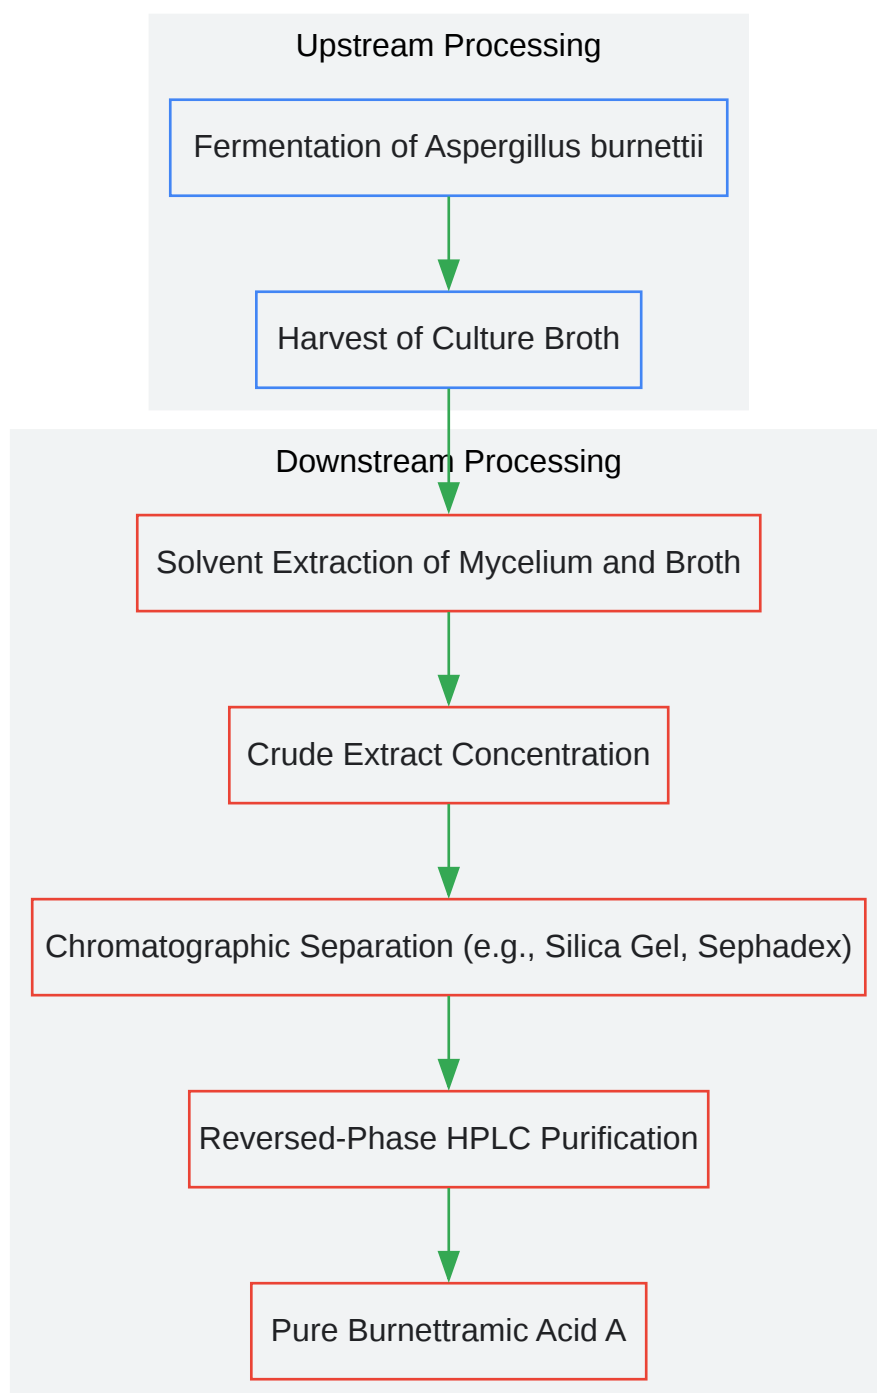 Upstream Processing
Fermentation of Aspergillus burnettii
Harvest of Culture Broth
Downstream Processing
Solvent Extraction of Mycelium and Broth
Crude Extract Concentration
Chromatographic Separation (e.g., Silica Gel, Sephadex)
Reversed-Phase HPLC Purification
Pure Burnettramic Acid A